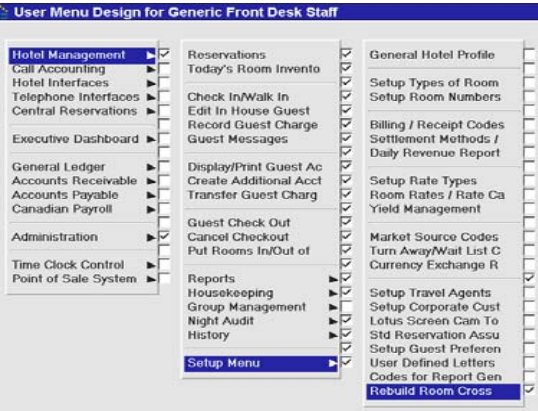 User Menu Design for Generic Front Desk Staff
Hotel Management
Call Accounting
Hotel Interfaces
Telephone Interfaces
Central Reservations
Executive Dashboard
General Ledger
Accounts Receivable
Accounts Payable
Canadian Payroll
Administration
Time Clock Control
Point of Sale System
Reservations
Today's Room Invento
Check In/Walk In
Edit In House Guest
Record Guest Charge
Guest Messages
Display/Print Guest Ac
Create Additional Acct
Transfer Guest Charg
Guest Check Out
Cancel Checkout
Put Rooms In/Out of
Reports
Housekeeping
Group Management
Night Audit
History
Setup Menu
General Hotel Profile
Setup Types of Room
Setup Room Numbers
Billing / Receipt Codes
Settlement Methods /
Daily Revenue Report
Setup Rate Types
Room Rates / Rate Ca
Yield Management
Market Source Codes
Turn Away/Wait List C
Currency Exchange R
Setup Travel Agents
Setup Corporate Cust
Lotus Screen Cam To
Std Reservation Assu
Setup Guest Preferen
User Defined Letters
Codes for Report Gen
Rebuild Room Cross